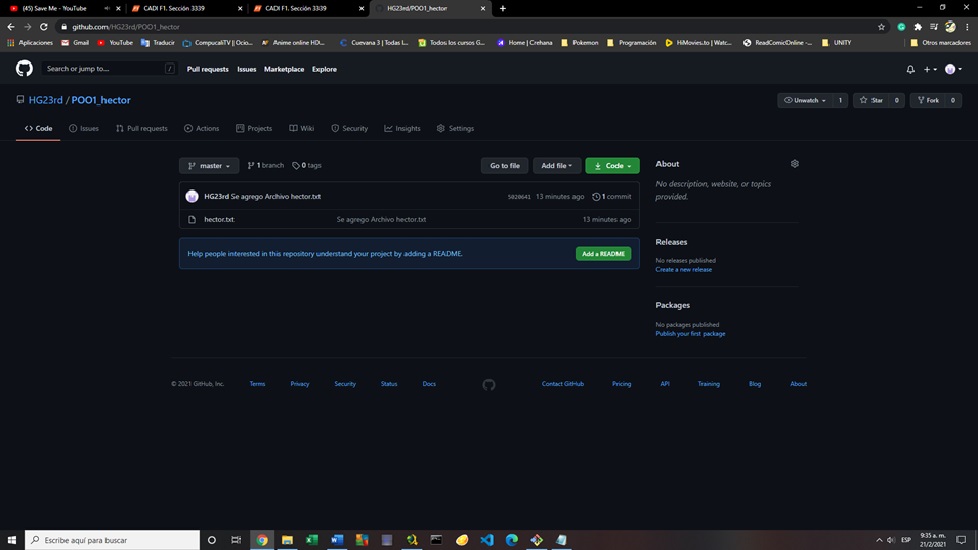 (45) Save Me - YouTube
CADI F1. Sección 3339
CADI F1. Sección 3339
HG23rd/POO1_hector
github.com/HG23rd/POO1_hector
Aplicaciones Gmail YouTube Traducir CompucaliTV || Ocio... !Anime online HD\... Cuevana 3 | Todas l... Todos los cursos G... Home | Crehana !Pokemon Programación HiMovies.to | Watc... ReadComicOnline -... UNITY Otros marcadores
Search or jump to... / Pull requests Issues Marketplace Explore
HG23rd / POO1_hector Unwatch 1 Star 0 Fork 0
Code Issues Pull requests Actions Projects Wiki Security Insights Settings
master 1 branch 0 tags Go to file Add file Code
HG23rd Se agrego Archivo hector.txt 5020641 13 minutes ago 1 commit
hector.txt Se agrego Archivo hector.txt 13 minutes ago
Help people interested in this repository understand your project by adding a README. Add a README
About
No description, website, or topics
provided.
Releases
No releases published
Create a new release
Packages
No packages published
Publish your first package
© 2021 GitHub, Inc. Terms Privacy Security Status Docs Contact GitHub Pricing API Training Blog About
Escribe aquí para buscar
ESP
9:35 a. m.
21/2/2021